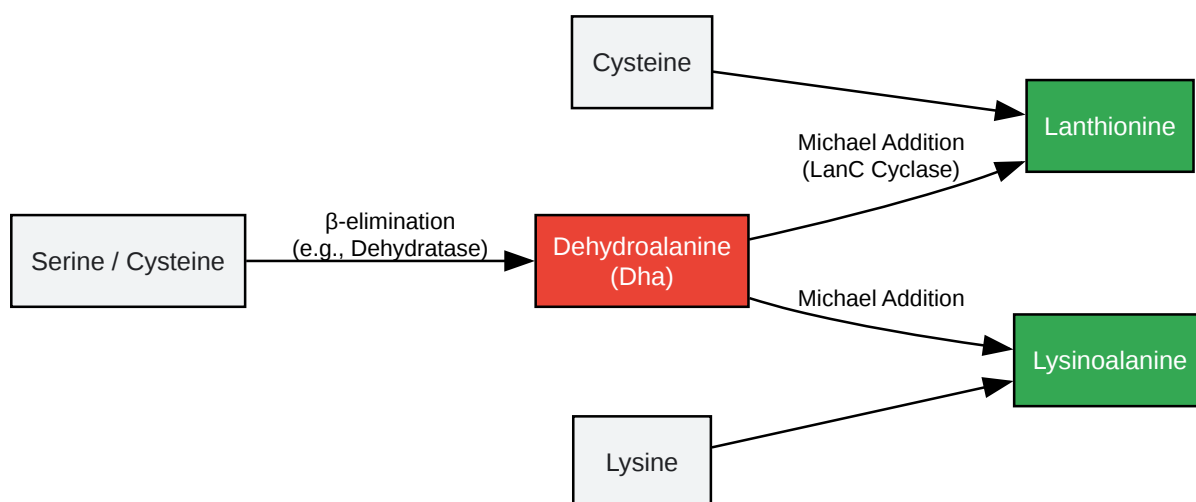 Cysteine
Lanthionine
Michael Addition
(LanC Cyclase)
β-elimination
(e.g., Dehydratase)
Serine / Cysteine
Dehydroalanine
(Dha)
Michael Addition
Lysinoalanine
Lysine